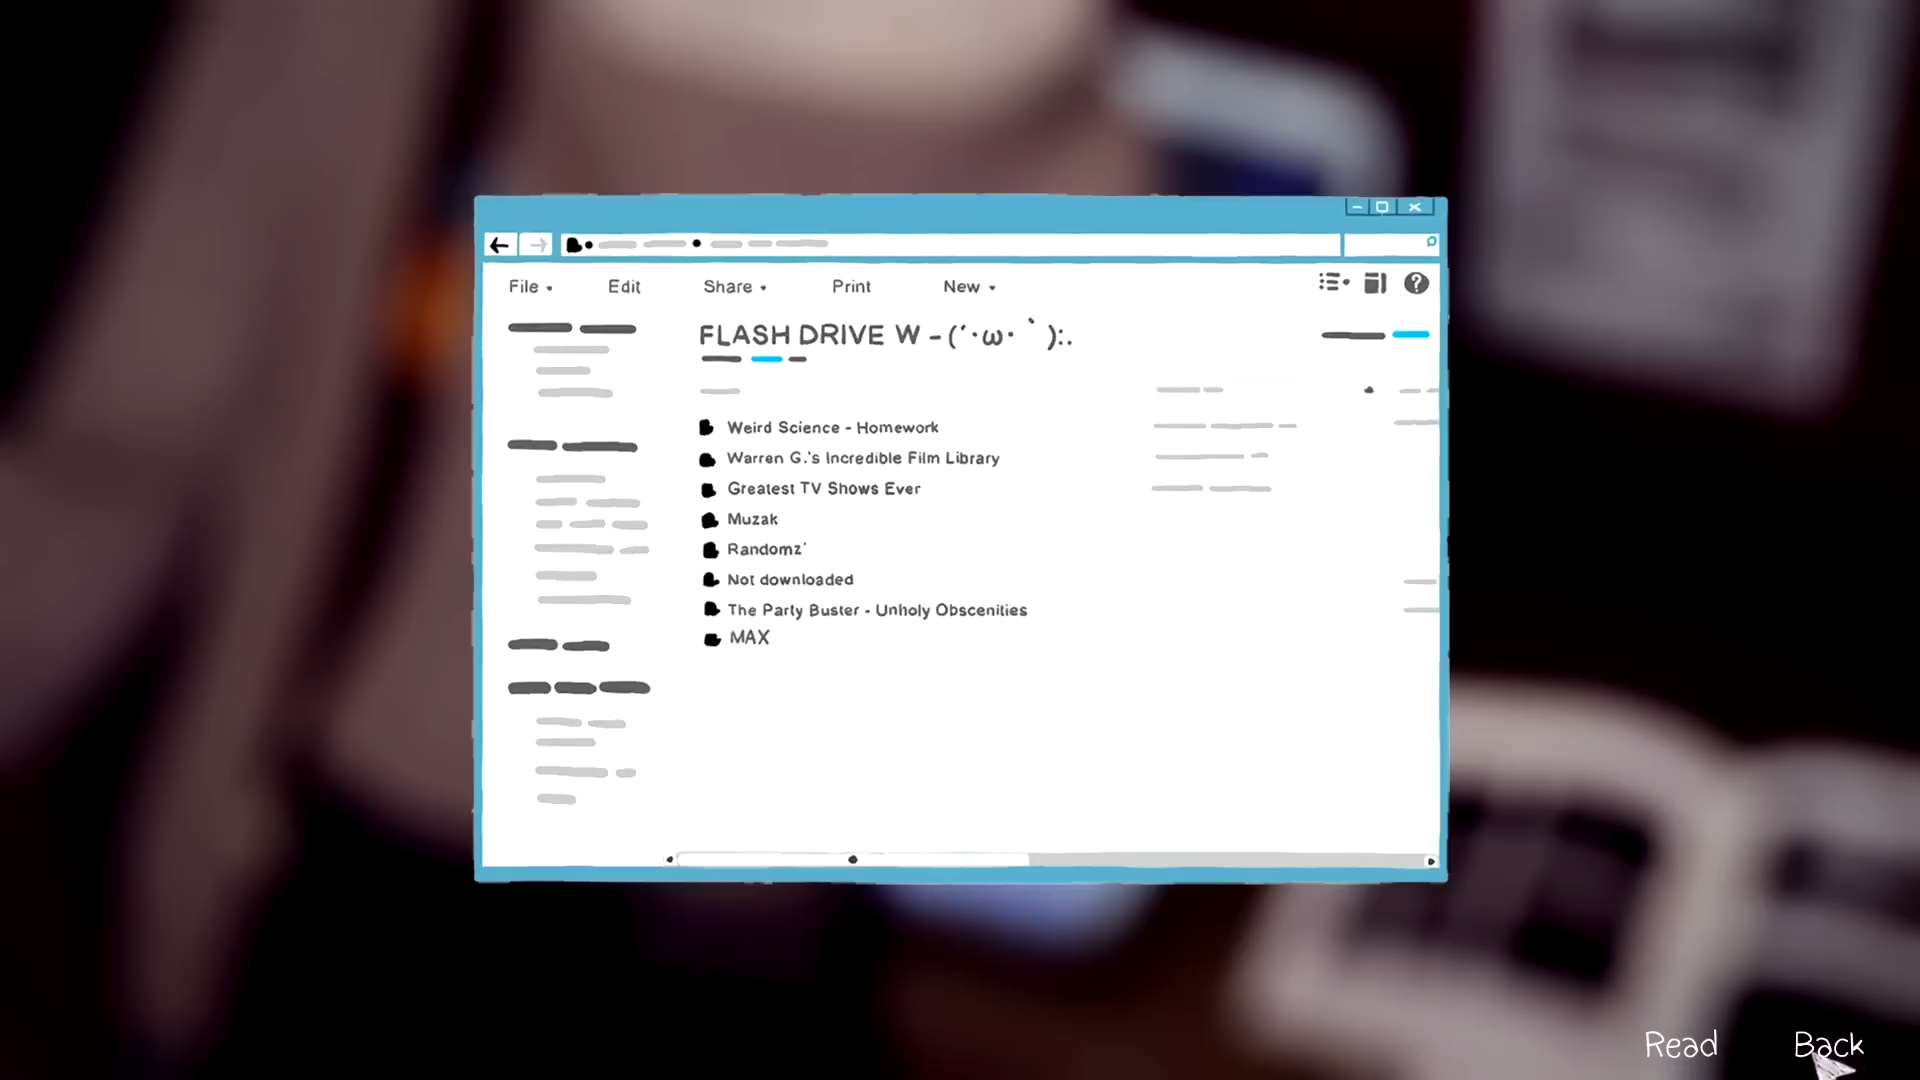 File Edit Share Print New
FLASH DRIVE W - (´･ω･｀):.
Weird Science - Homework
Warren G.'s Incredible Film Library
Greatest TV Shows Ever
Muzak
Randomz'
Not downloaded
The Party Buster - Unholy Obscenities
MAX
Read Back